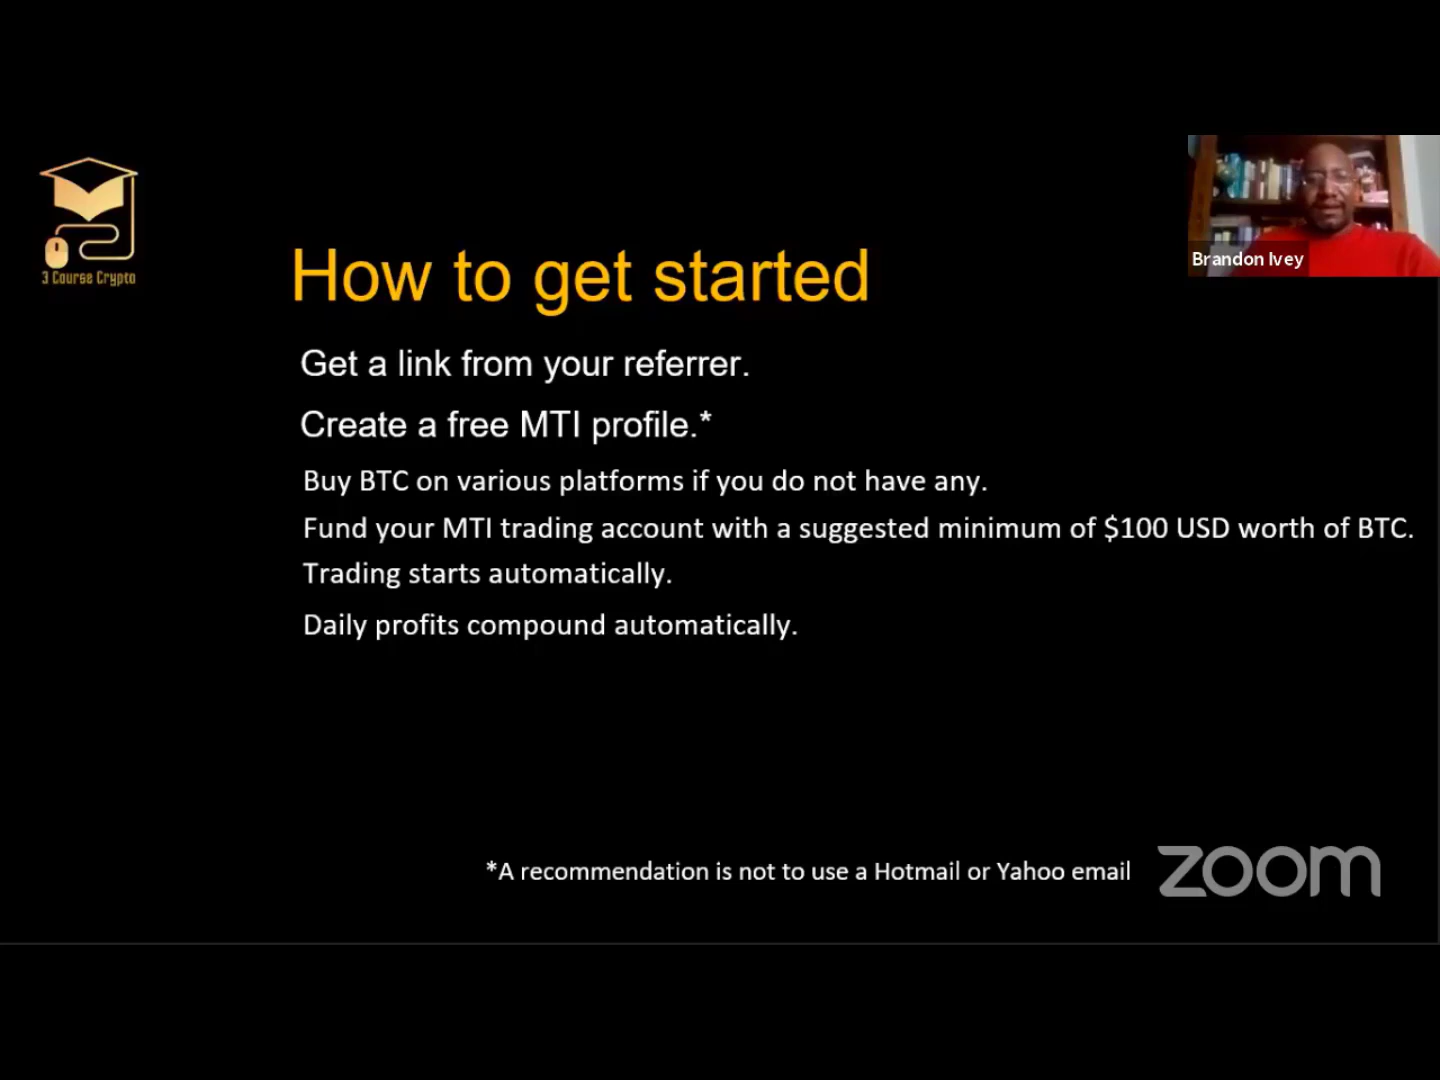 3 Course Crypto
Brandon Ivey
How to get started
Get a link from your referrer.
Create a free MTI profile.*
Buy BTC on various platforms if you do not have any.
Fund your MTI trading account with a suggested minimum of $100 USD worth of BTC.
Trading starts automatically.
Daily profits compound automatically.
*A recommendation is not to use a Hotmail or Yahoo email
zoom